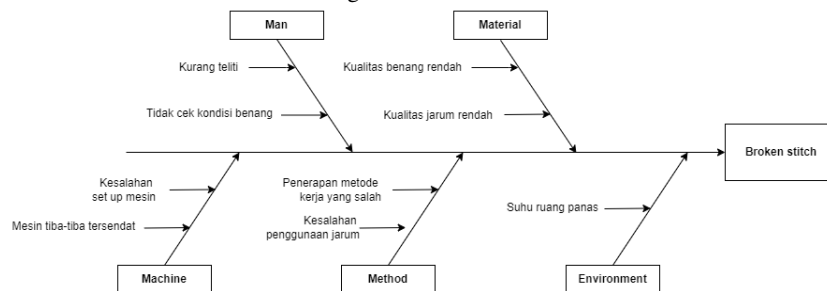 Man
Material
Kurang teliti
Kualitas benang rendah
Tidak cek kondisi benang
Kualitas jarum rendah
Broken stitch
Kesalahan
set up mesin
Penerapan metode
kerja yang salah
Suhu ruang panas
Mesin tiba-tiba tersendat
Kesalahan
penggunaan jarum
Machine
Method
Environment